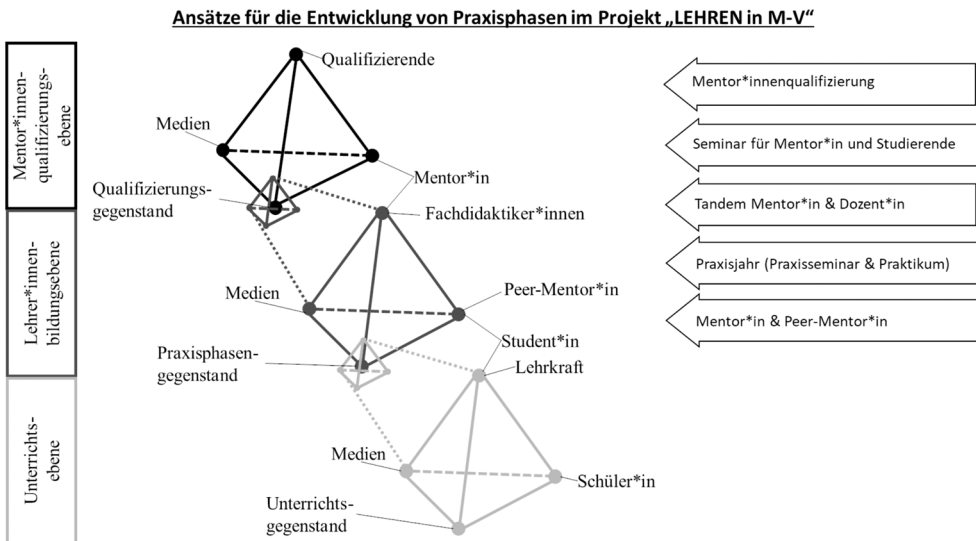 Ansätze für die Entwicklung von Praxisphasen im Projekt „LEHREN in M-V“
Mentor*innen-
qualifizierungs-
ebene
Lehrer*innen-
bildungsebene
Unterrichts-
ebene
Qualifizierende
Medien
Mentor*in
Qualifizierungs-
gegenstand
Fachdidaktiker*innen
Medien
Peer-Mentor*in
Student*in
Praxisphasen-
gegenstand
Lehrkraft
Medien
Schüler*in
Unterrichts-
gegenstand
Mentor*innenqualifizierung
Seminar für Mentor*in und Studierende
Tandem Mentor*in & Dozent*in
Praxisjahr (Praxisseminar & Praktikum)
Mentor*in & Peer-Mentor*in